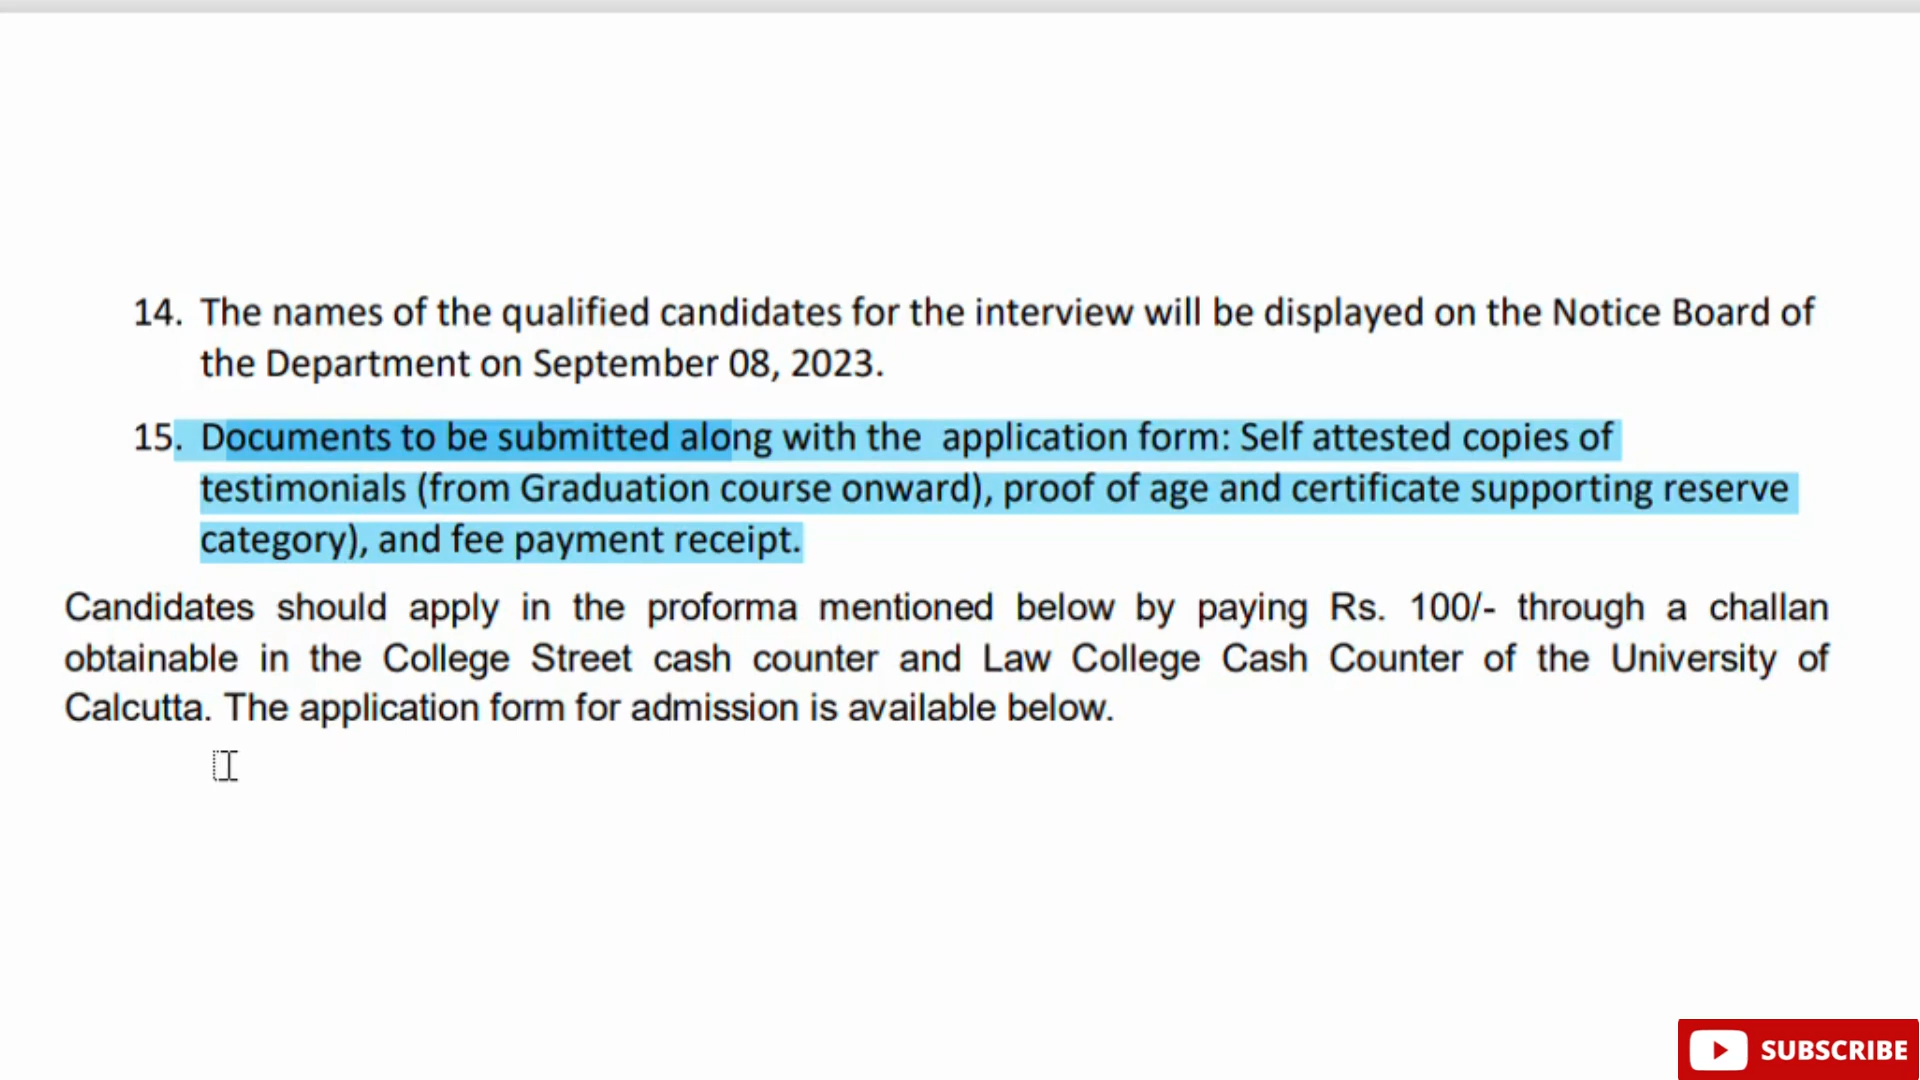 14. The names of the qualified candidates for the interview will be displayed on the Notice Board of
the Department on September 08, 2023.
15. Documents to be submitted along with the application form: Self attested copies of
testimonials (from Graduation course onward), proof of age and certificate supporting reserve
category), and fee payment receipt.
Candidates should apply in the proforma mentioned below by paying Rs. 100/- through a challan
obtainable in the College Street cash counter and Law College Cash Counter of the University of
Calcutta. The application form for admission is available below.
SUBSCRIBE